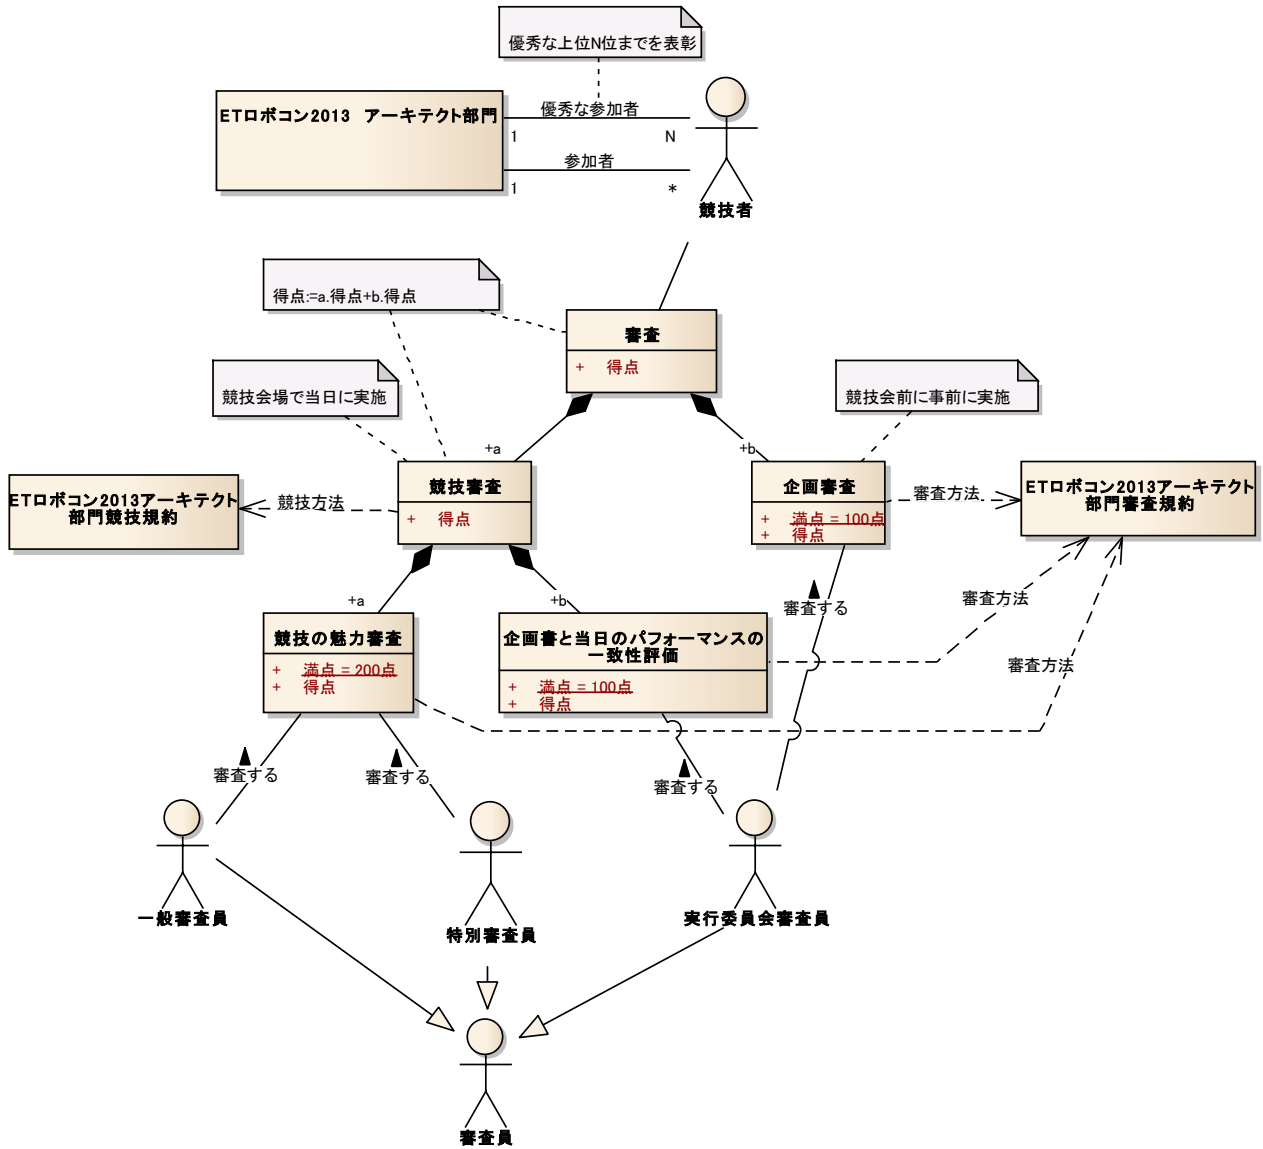 優秀な上位N位までを表彰
ETロボコン2013　アーキテクト部門
優秀な参加者
1
N
参加者
1
*
競技者
得点:=a.得点+b.得点
審査
+ 得点
競技会場で当日に実施
競技会前に事前に実施
+a
+b
ETロボコン2013アーキテクト
部門競技規約
競技方法
競技審査
+ 得点
企画審査
+ 満点 = 100点
+ 得点
審査方法
ETロボコン2013アーキテクト
部門審査規約
+a
+b
審査する
審査方法
競技の魅力審査
+ 満点 = 200点
+ 得点
企画書と当日のパフォーマンスの
一致性評価
+ 満点 = 100点
+ 得点
審査方法
審査する
審査する
審査する
一般審査員
特別審査員
実行委員会審査員
審査員